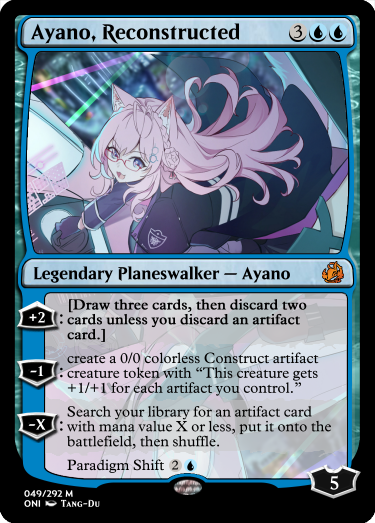 Ayano, Reconstructed 3
Legendary Planeswalker — Ayano
+2 : [Draw three cards, then discard two
cards unless you discard an artifact
card.]
-1 : create a 0/0 colorless Construct artifact
creature token with “This creature gets
+1/+1 for each artifact you control.”
-X : Search your library for an artifact card
with mana value X or less, put it onto the
battlefield, then shuffle.
Paradigm Shift 2
5
049/292 M
ONI Tang-Du